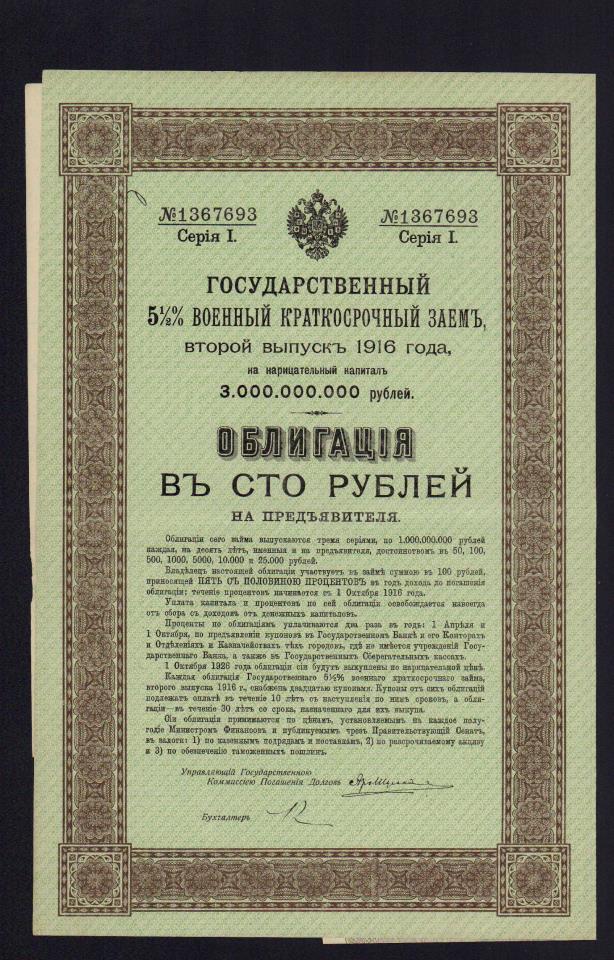 №1367693 №1367693
Серія I. Серія I.
ГОСУДАРСТВЕННЫЙ
5½% ВОЕННЫЙ КРАТКОСРОЧНЫЙ ЗАЕМЪ,
второй выпускъ 1916 года,
на нарицательный капиталъ
3.000.000.000 рублей.
ОБЛИГАЦІЯ
ВЪ СТО РУБЛЕЙ
НА ПРЕДЪЯВИТЕЛЯ.
Облигаціи сего займа выпускаются тремя серіями, по 1.000.000.000 рублей
каждая, на десять лѣтъ, именныя и на предъявителя, достоинствомъ въ 50, 100,
500, 1000, 5000, 10.000 и 25.000 рублей.
Владѣлецъ настоящей облигаціи участвуетъ въ займѣ суммою въ 100 рублей,
приносящей ПЯТЬ СЪ ПОЛОВИНОЮ ПРОЦЕНТОВЪ въ годъ дохода до погашенія
облигаціи; теченіе процентовъ начинается съ 1 Октября 1916 года.
Уплата капитала и процентовъ по сей облигаціи освобождается навсегда
отъ сбора съ доходовъ отъ денежныхъ капиталовъ.
Проценты по облигаціямъ уплачиваются два раза въ годъ: 1 Апрѣля и
1 Октября, по предъявленіи купоновъ въ Государственномъ Банкѣ и его Конторахъ
и Отдѣленіяхъ и Казначействахъ тѣхъ городовъ, гдѣ не имѣется учрежденій Государственнаго Банка, а также въ Государственныхъ Сберегательныхъ кассахъ.
1 Октября 1926 года облигаціи сіи будутъ выкуплены по нарицательной цѣнѣ.
Каждая облигація Государственнаго 5½% военнаго краткосрочнаго займа,
второго выпуска 1916 г., снабжена двадцатью купонами. Купоны отъ сихъ облигацій
подлежатъ оплатѣ въ теченіе 10 лѣтъ съ наступленія по нимъ сроковъ, а облигаціи — въ теченіе 30 лѣтъ со срока, назначеннаго для ихъ выкупа.
Сіи облигаціи принимаются по цѣнамъ, установляемымъ на каждое полугодіе Министромъ Финансовъ и публикуемымъ чрезъ Правительствующій Сенатъ,
въ залоги: 1) по казеннымъ подрядамъ и поставкамъ, 2) по разсрочиваемому акцизу
и 3) по обезпеченію таможенныхъ пошлинъ.
Управляющій Государственною
Коммиссіею Погашенія Долговъ
Бухгалтеръ